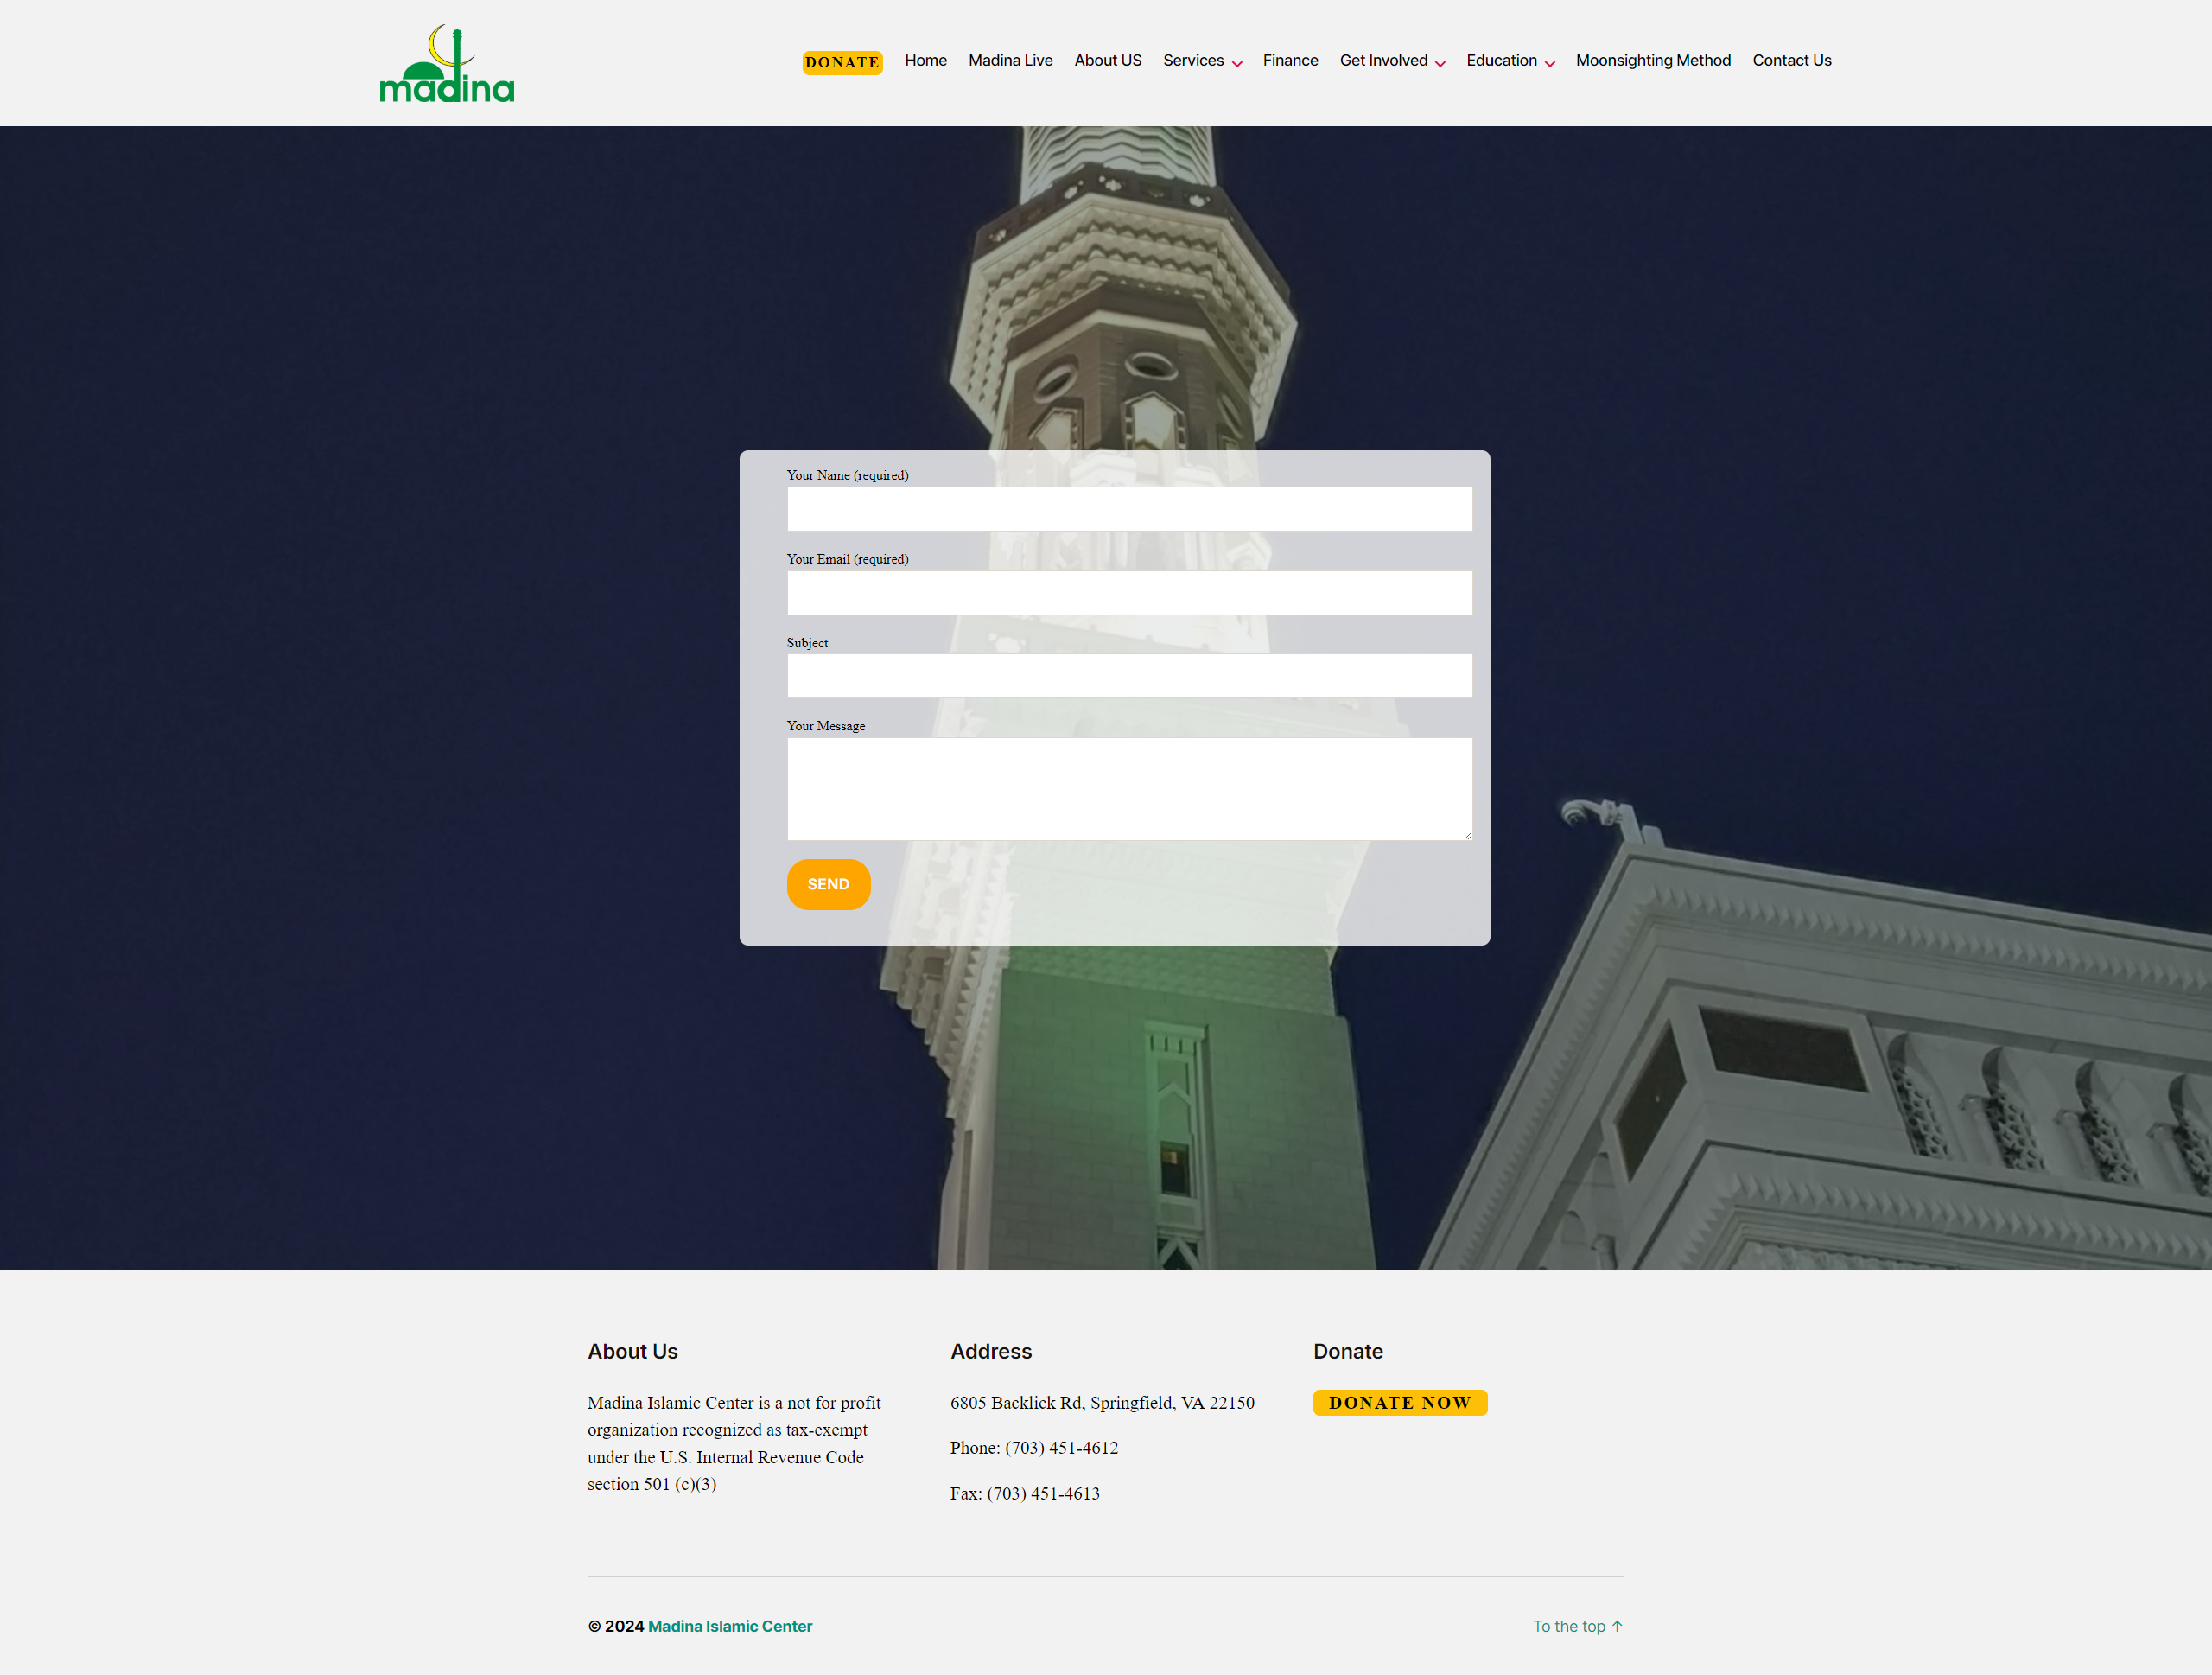 madina
DONATE Home Madina Live About US Services Finance Get Involved Education Moonsighting Method Contact Us
Your Name (required)
Your Email (required)
Subject
Your Message
SEND
About Us
Madina Islamic Center is a not for profit
organization recognized as tax-exempt
under the U.S. Internal Revenue Code
section 501 (c)(3)
Address
6805 Backlick Rd, Springfield, VA 22150
Phone: (703) 451-4612
Fax: (703) 451-4613
Donate
DONATE NOW
© 2024 Madina Islamic Center
To the top ↑